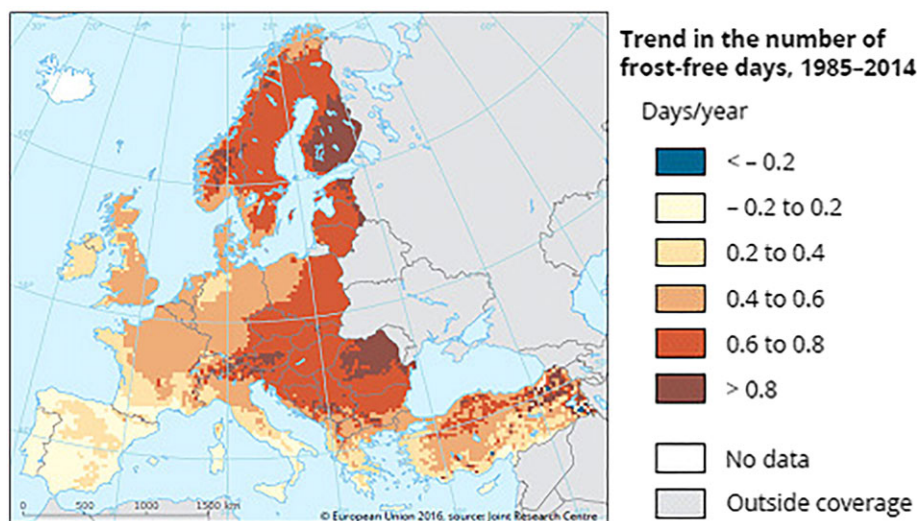 Trend in the number of
frost-free days, 1985–2014
Days/year
< – 0.2
– 0.2 to 0.2
0.2 to 0.4
0.4 to 0.6
0.6 to 0.8
> 0.8
No data
Outside coverage
0 500 1000 1500 km
© European Union 2016, source: Joint Research Centre